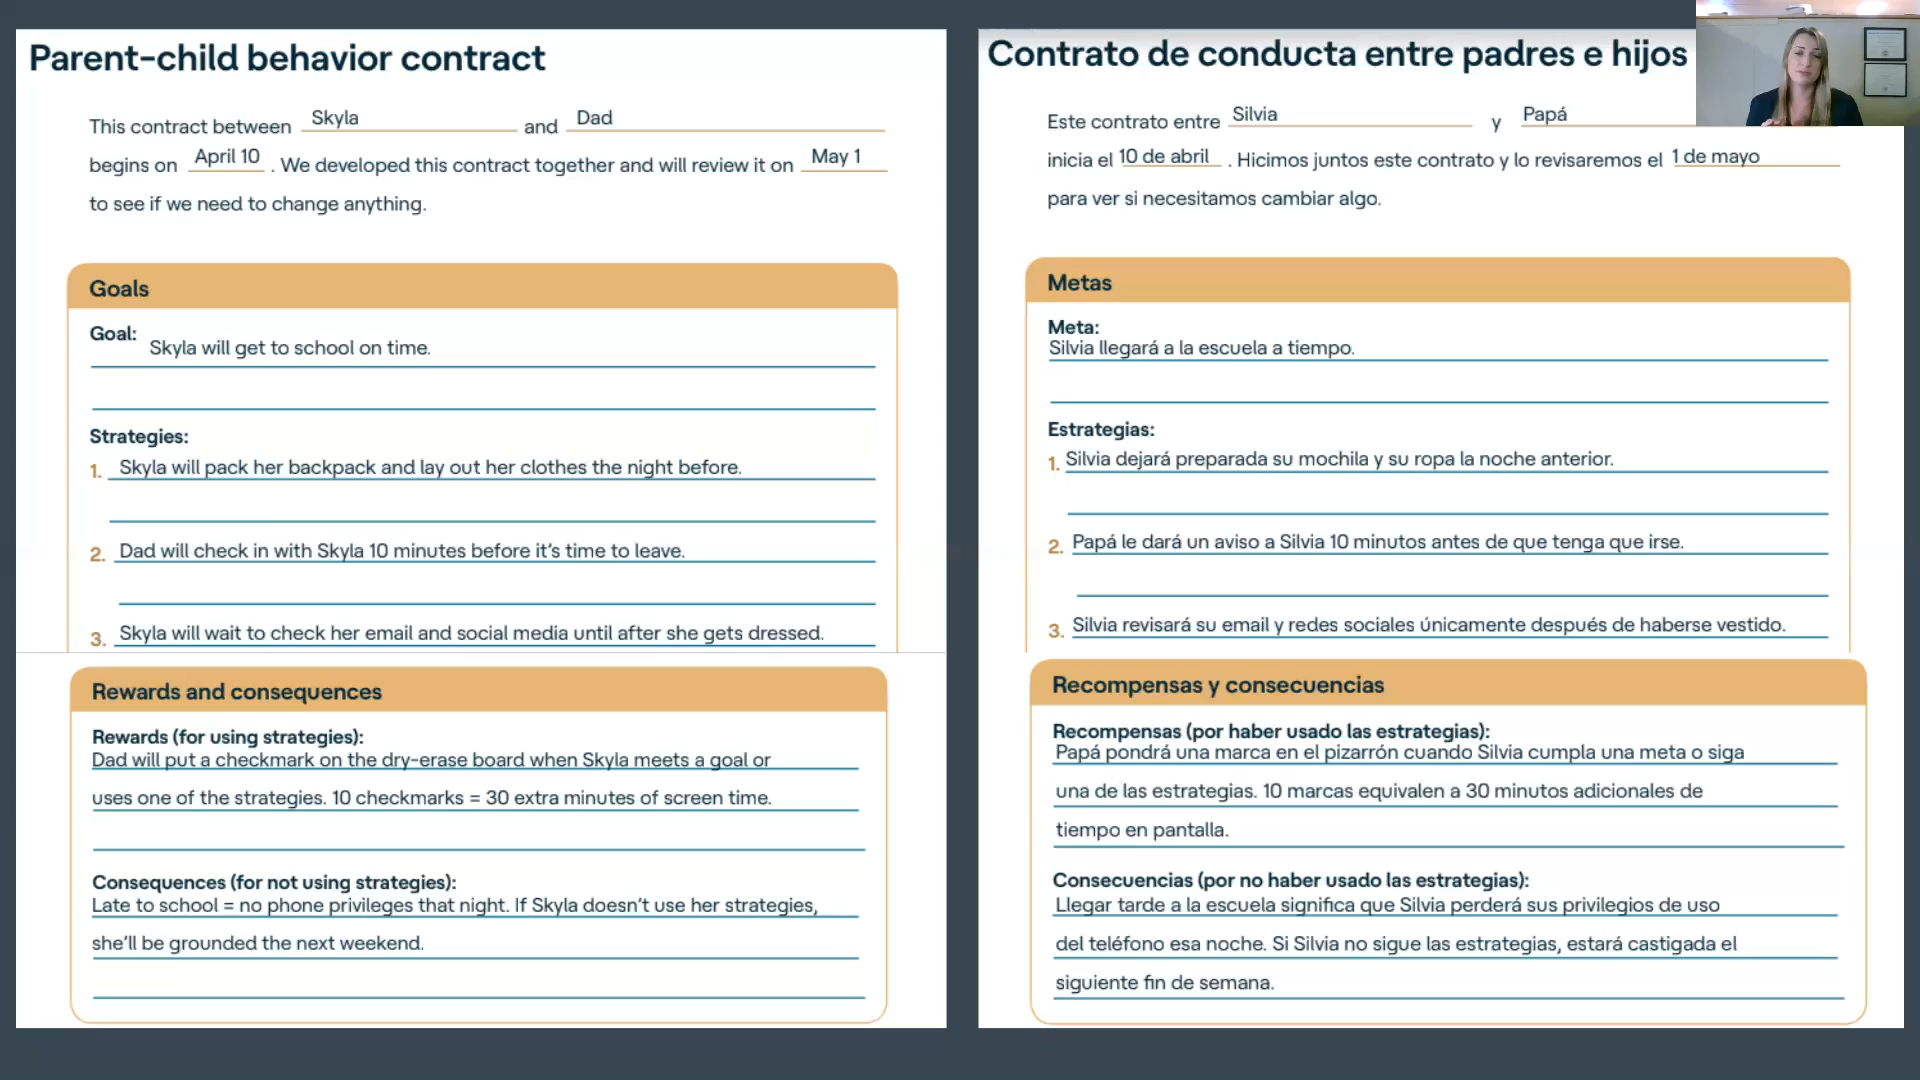 Parent-child behavior contract
This contract between Skyla and Dad
begins on April 10 . We developed this contract together and will review it on May 1
to see if we need to change anything.
Goals
Goal: Skyla will get to school on time.
Strategies:
1. Skyla will pack her backpack and lay out her clothes the night before.
2. Dad will check in with Skyla 10 minutes before it's time to leave.
3. Skyla will wait to check her email and social media until after she gets dressed.
Rewards and consequences
Rewards (for using strategies):
Dad will put a checkmark on the dry-erase board when Skyla meets a goal or
uses one of the strategies. 10 checkmarks = 30 extra minutes of screen time.
Consequences (for not using strategies):
Late to school = no phone privileges that night. If Skyla doesn't use her strategies,
she'll be grounded the next weekend.
Contrato de conducta entre padres e hijos
Este contrato entre Silvia y Papá
inicia el 10 de abril . Hicimos juntos este contrato y lo revisaremos el 1 de mayo
para ver si necesitamos cambiar algo.
Metas
Meta:
Silvia llegará a la escuela a tiempo.
Estrategias:
1. Silvia dejará preparada su mochila y su ropa la noche anterior.
2. Papá le dará un aviso a Silvia 10 minutos antes de que tenga que irse.
3. Silvia revisará su email y redes sociales únicamente después de haberse vestido.
Recompensas y consecuencias
Recompensas (por haber usado las estrategias):
Papá pondrá una marca en el pizarrón cuando Silvia cumpla una meta o siga
una de las estrategias. 10 marcas equivalen a 30 minutos adicionales de
tiempo en pantalla.
Consecuencias (por no haber usado las estrategias):
Llegar tarde a la escuela significa que Silvia perderá sus privilegios de uso
del teléfono esa noche. Si Silvia no sigue las estrategias, estará castigada el
siguiente fin de semana.